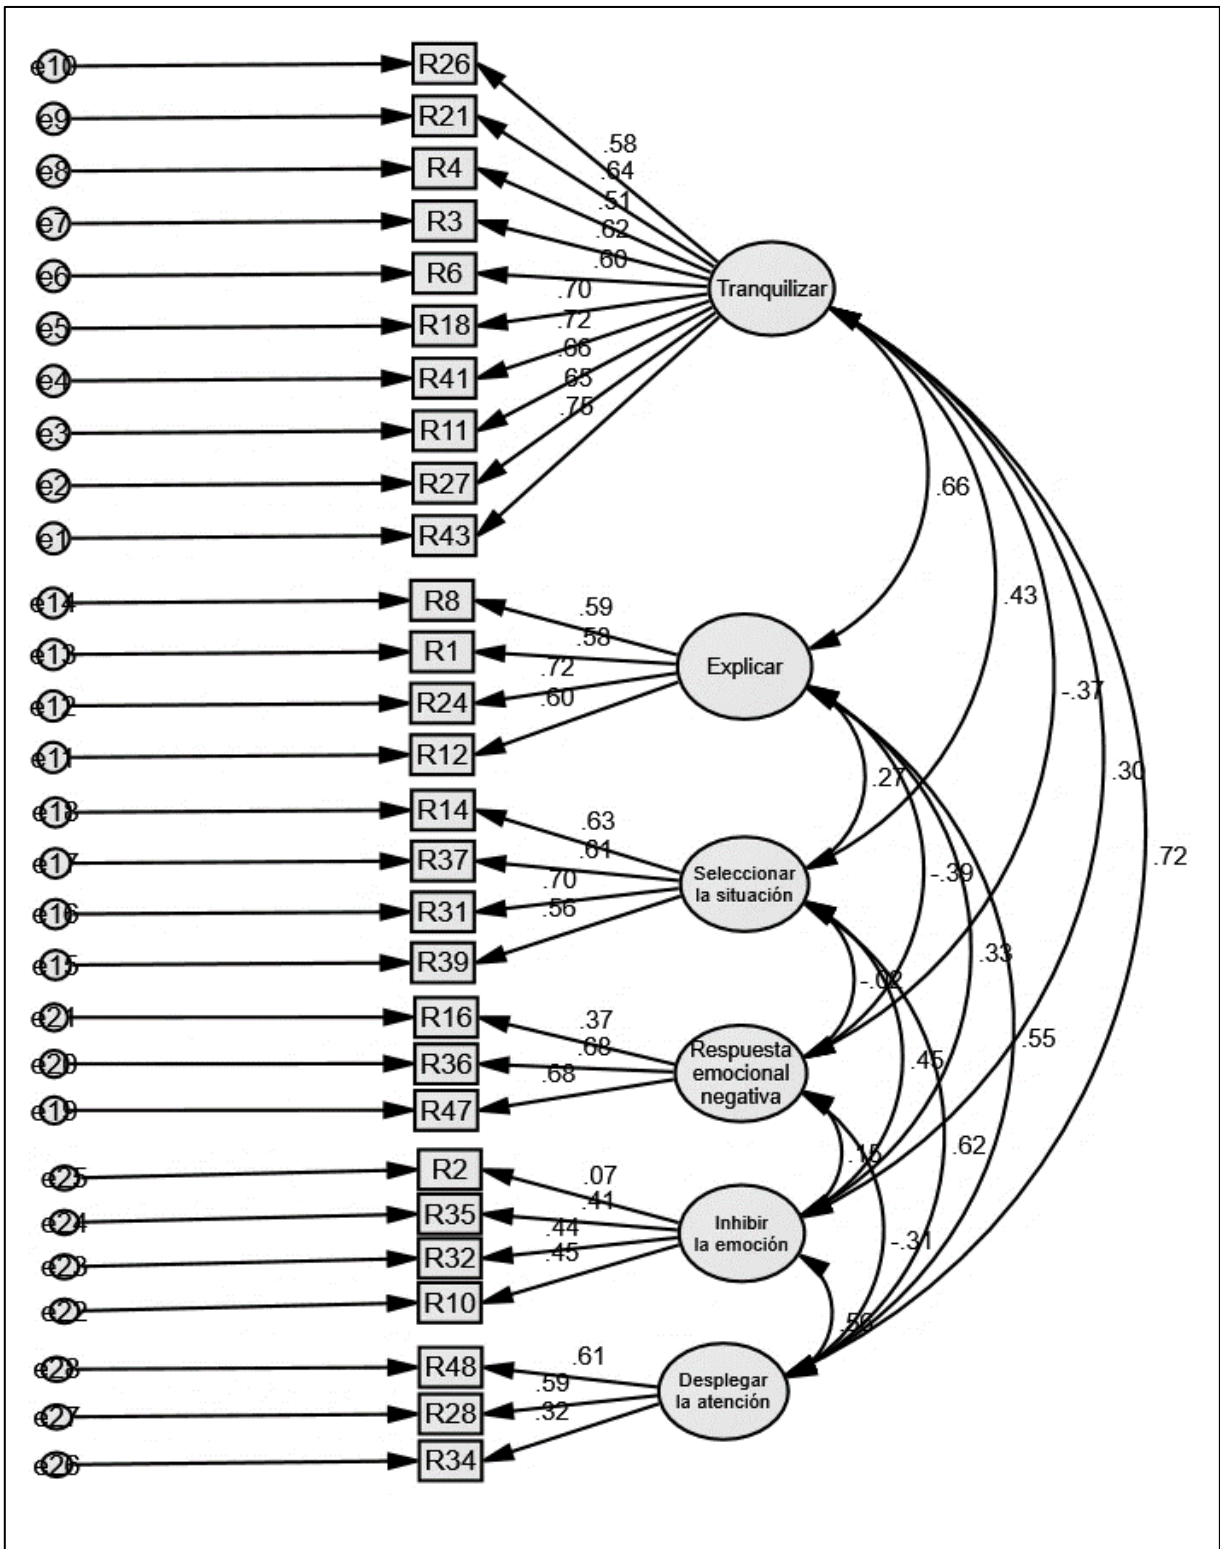 e10
R26
e9
R21
e8
R4
e7
R3
e6
R6
e5
R18
e4
R41
e3
R11
e2
R27
e1
R43
.58
.64
.51
.62
.60
.70
.72
.66
.65
.75
Tranquilizar
e14
R8
e13
R1
e12
R24
e11
R12
.59
.58
.72
.60
Explicar
e18
R14
e17
R37
e16
R31
e15
R39
.63
.61
.70
.56
Seleccionar
la situación
e21
R16
e20
R36
e19
R47
.37
.68
.68
Respuesta
emocional
negativa
e25
R2
e24
R35
e23
R32
e22
R10
.07
.41
.44
.45
Inhibir
la emoción
e28
R48
e27
R28
e26
R34
.61
.59
.32
Desplegar
la atención
.66
.43
-.37
.30
.72
.27
-.39
.33
.55
-.02
.45
.62
.15
-.31